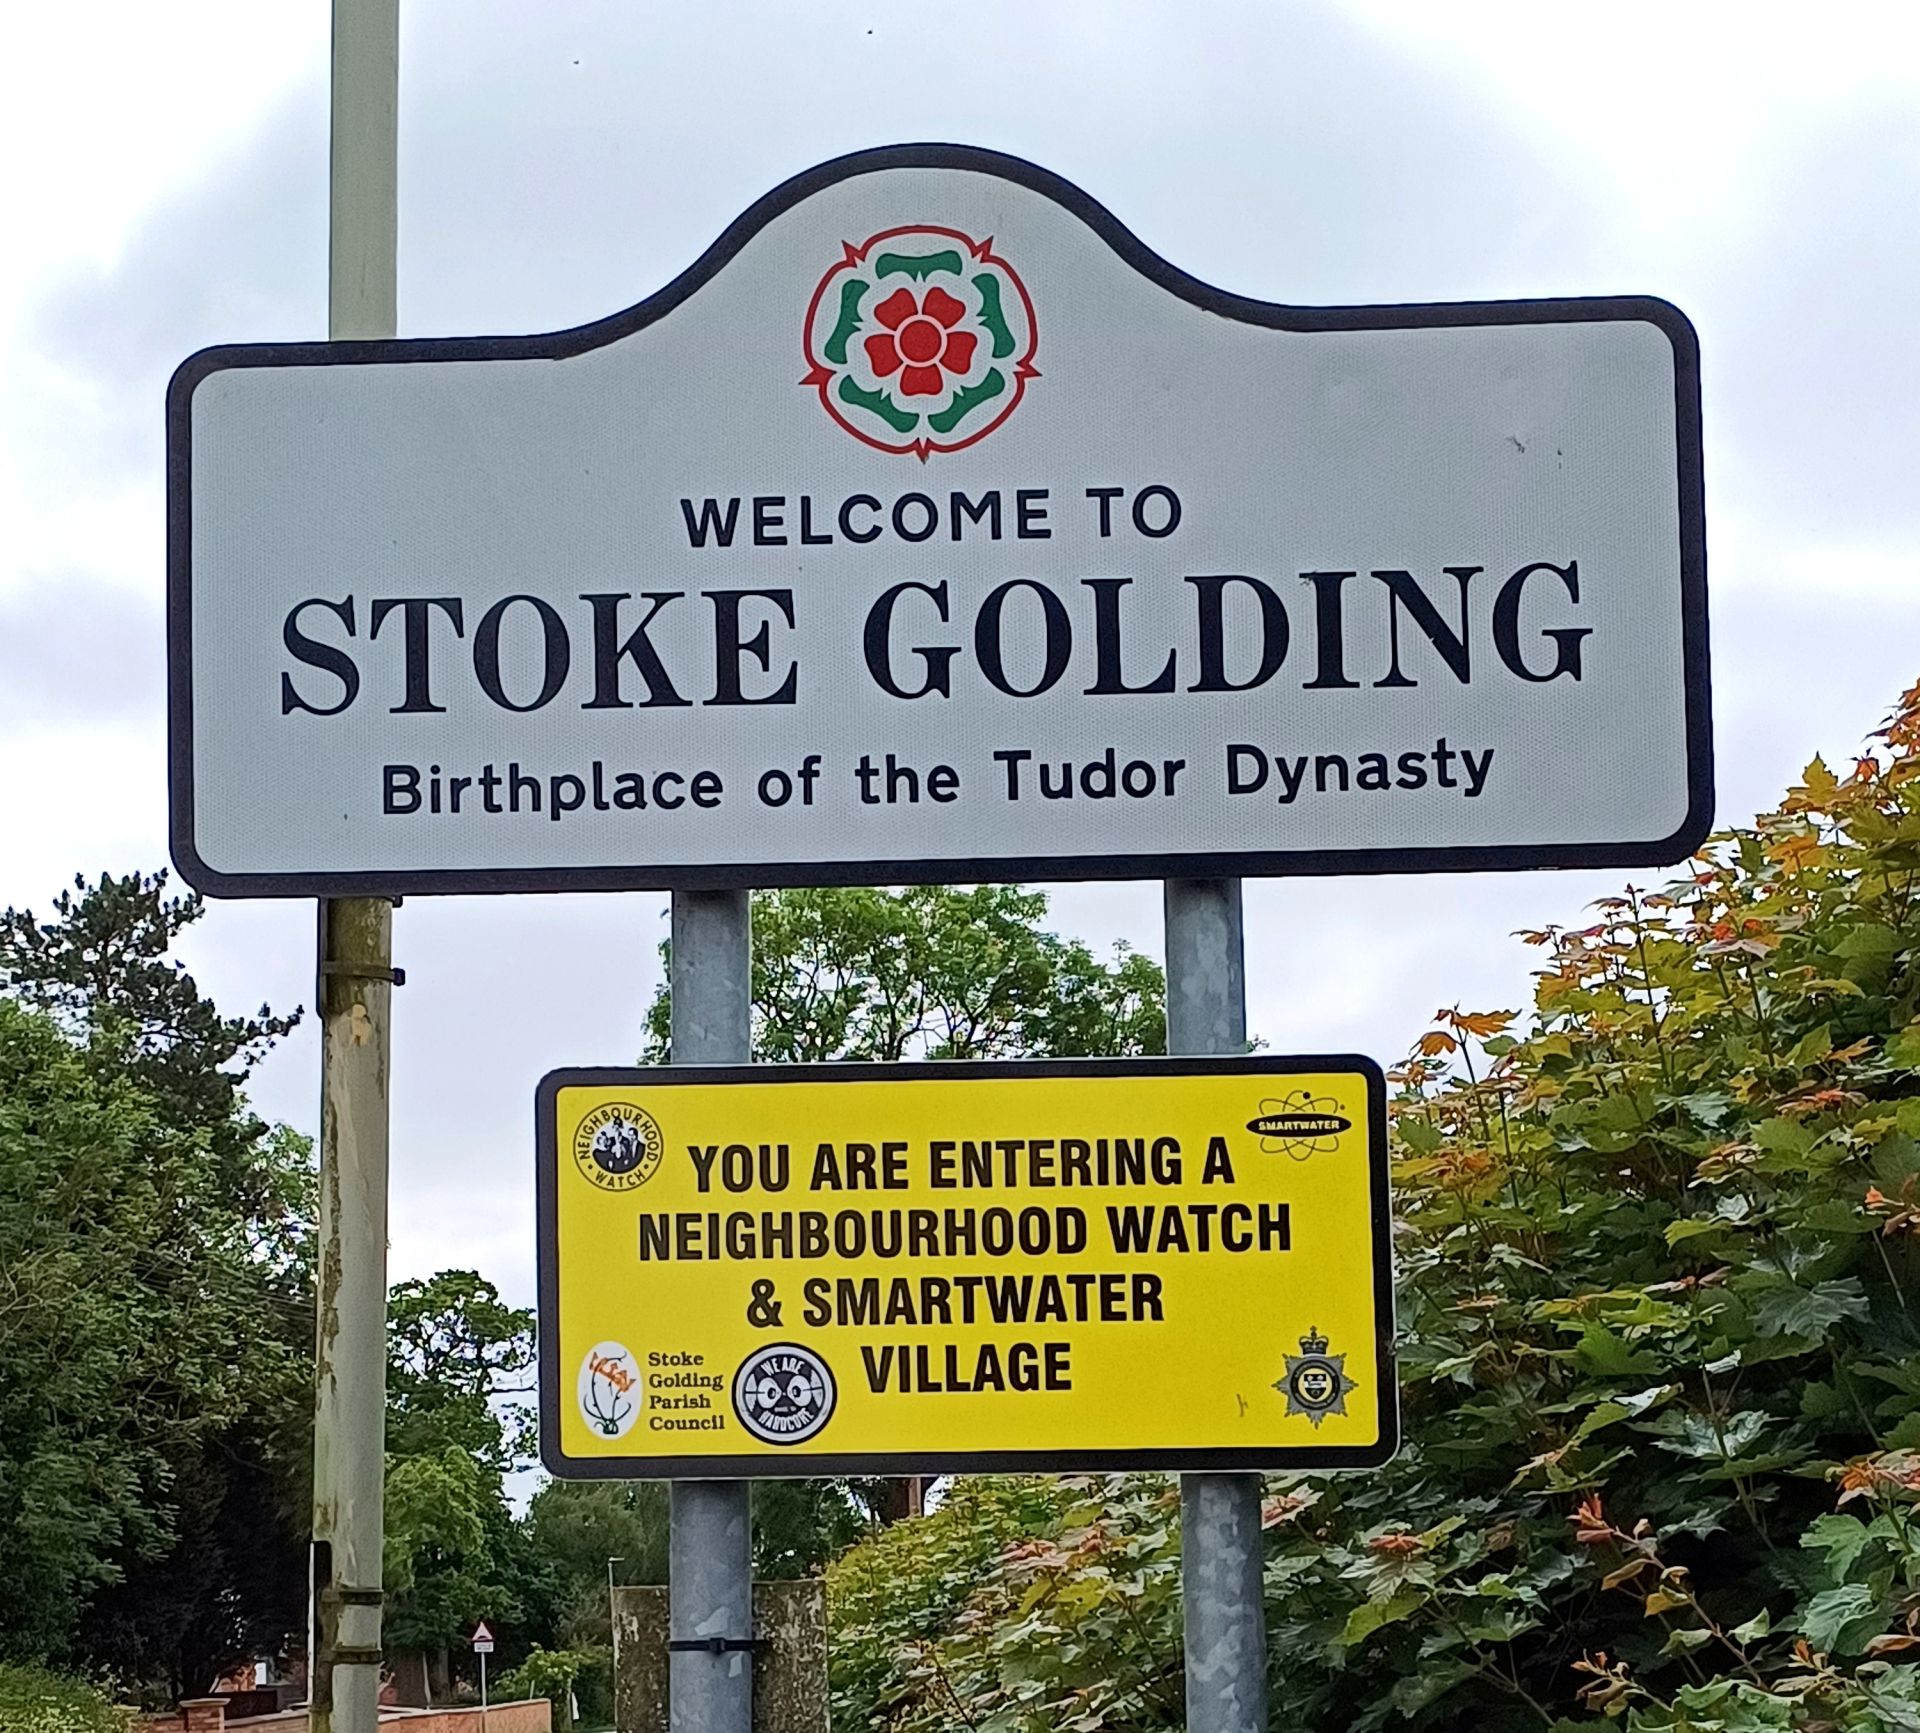 WELCOME TO
STOKE GOLDING
Birthplace of the Tudor Dynasty
NEIGHBOURHOOD WATCH
SMARTWATER
YOU ARE ENTERING A
NEIGHBOURHOOD WATCH
& SMARTWATER
VILLAGE
Stoke
Golding
Parish
Council
WE ARE
HARDCORE